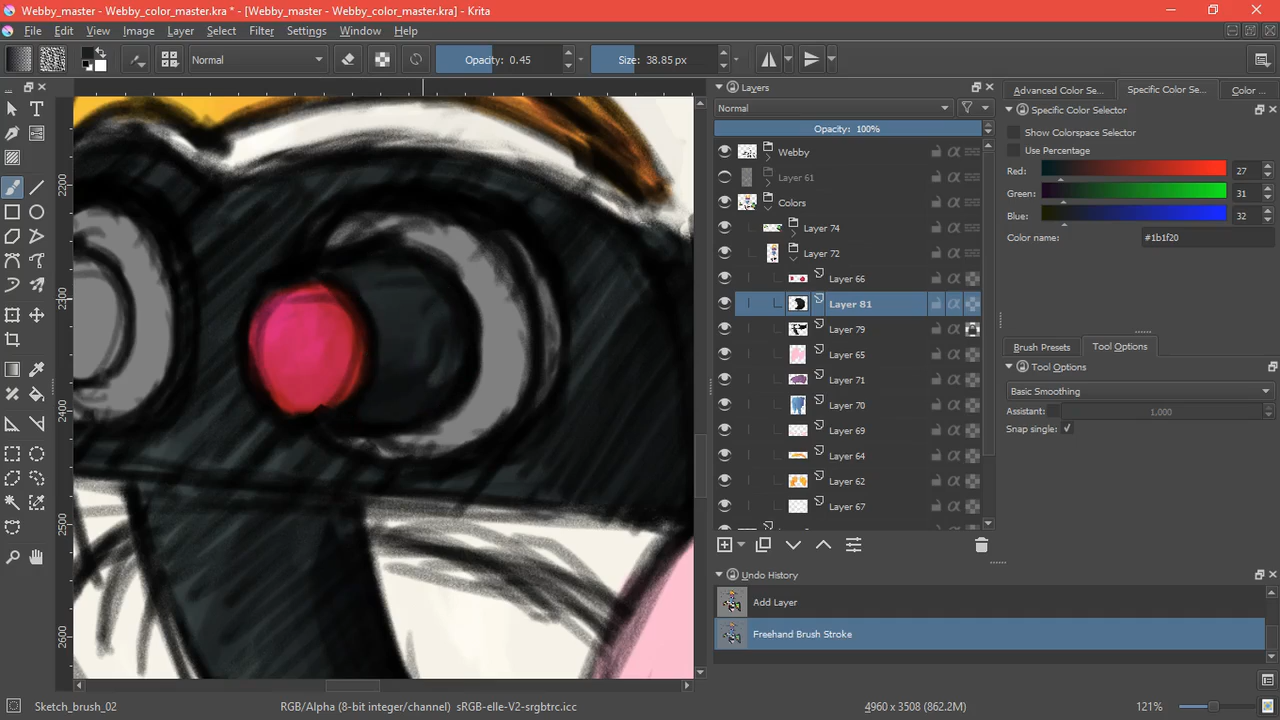 Webby_master - Webby_color_master.kra * - [Webby_master - Webby_color_master.kra] - Krita
File Edit View Image Layer Select Filter Settings Window Help
Normal Opacity: 0.45 Size: 38.85 px
Layers
Normal
Opacity: 100%
Webby
Layer 61
Colors
Layer 74
Layer 72
Layer 66
Layer 81
Layer 79
Layer 65
Layer 71
Layer 70
Layer 69
Layer 64
Layer 62
Layer 67
Undo History
Add Layer
Freehand Brush Stroke
Advanced Color Se... Specific Color Se... Color ...
Specific Color Selector
Show Colorspace Selector
Use Percentage
Red: 27
Green: 31
Blue: 32
Color name: #1b1f20
Brush Presets Tool Options
Tool Options
Basic Smoothing
Assistant: 1,000
Snap single:
2200
2300
2400
2500
2600
Sketch_brush_02 RGB/Alpha (8-bit integer/channel) sRGB-elle-V2-srgbtrc.icc 4960 x 3508 (862.2M) 121%